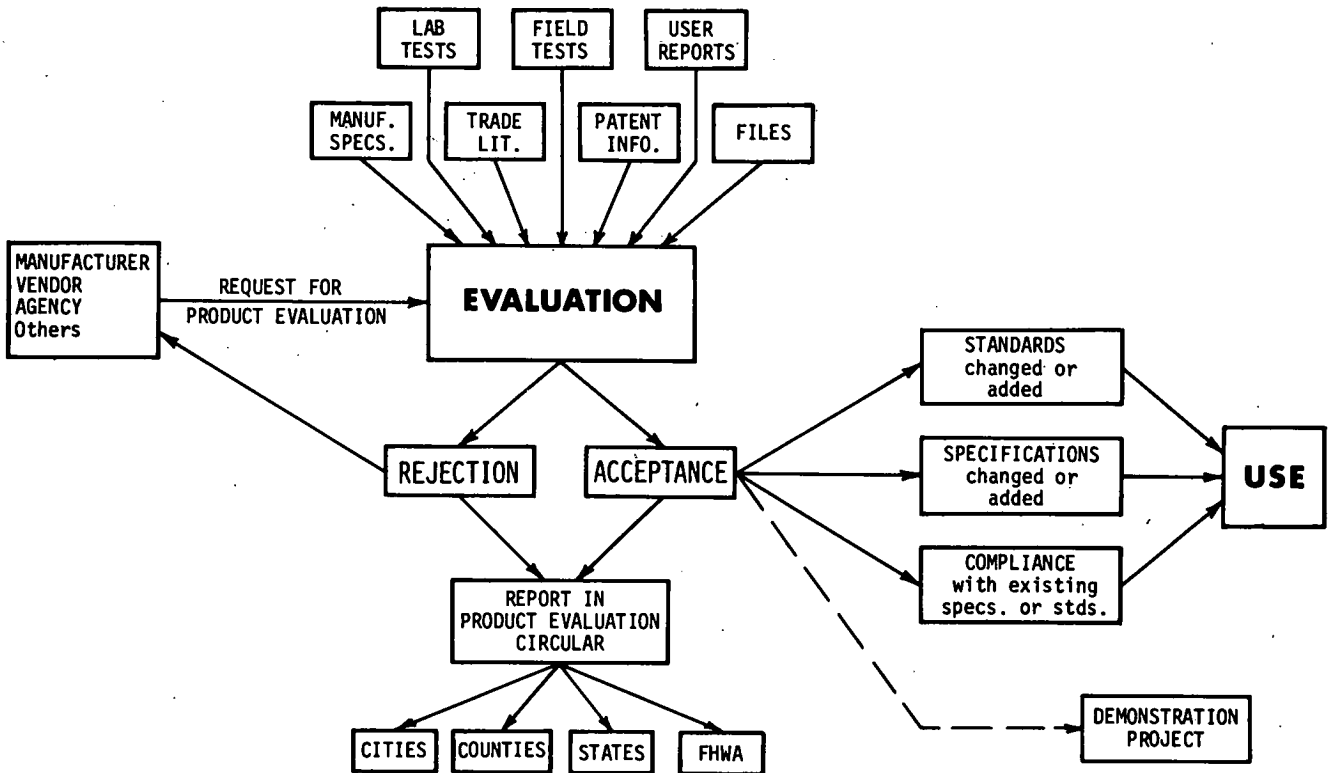 LAB
TESTS
FIELD
TESTS
USER
REPORTS
MANUF.
SPECS.
TRADE
LIT.
PATENT
INFO.
FILES
MANUFACTURER
VENDOR
AGENCY
Others
REQUEST FOR
PRODUCT EVALUATION
EVALUATION
REJECTION
ACCEPTANCE
STANDARDS
changed or
added
SPECIFICATIONS
changed or
added
COMPLIANCE
with existing
specs. or stds.
USE
REPORT IN
PRODUCT EVALUATION
CIRCULAR
CITIES
COUNTIES
STATES
FHWA
DEMONSTRATION
PROJECT